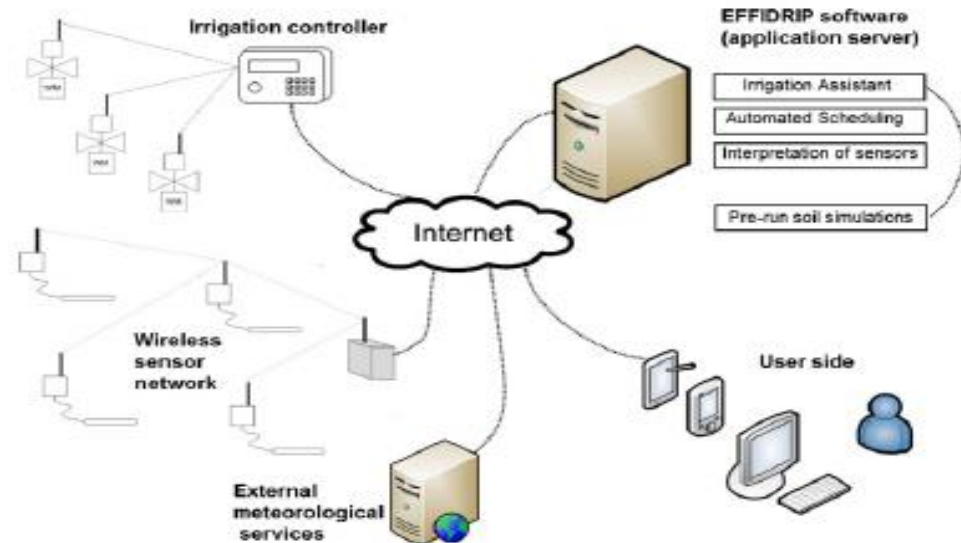 Irrigation controller
EFFIDRIP software
(application server)
Irrigation Assistant
Automated Scheduling
Interpretation of sensors
Pre-run soil simulations
Internet
Wireless
sensor
network
User side
External
meteorological
services